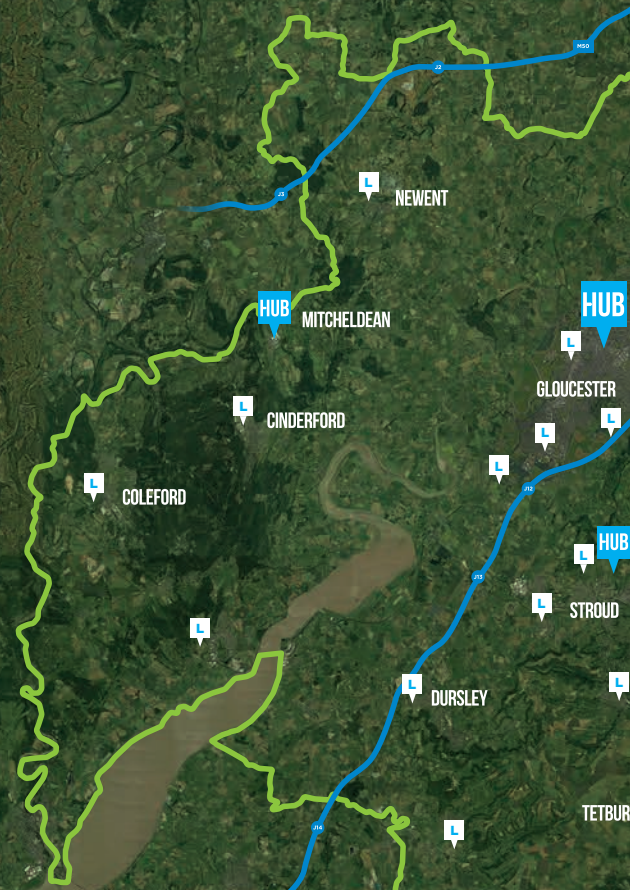 M50
J2
L
J3
NEWENT
HUB
HUB
MITCHELDEAN
L
GLOUCESTER
L
L
CINDERFORD
L
L
L
COLEFORD
J12
HUB
L
J13
L
STROUD
L
L
L
DURSLEY
TETBUR
J14
L